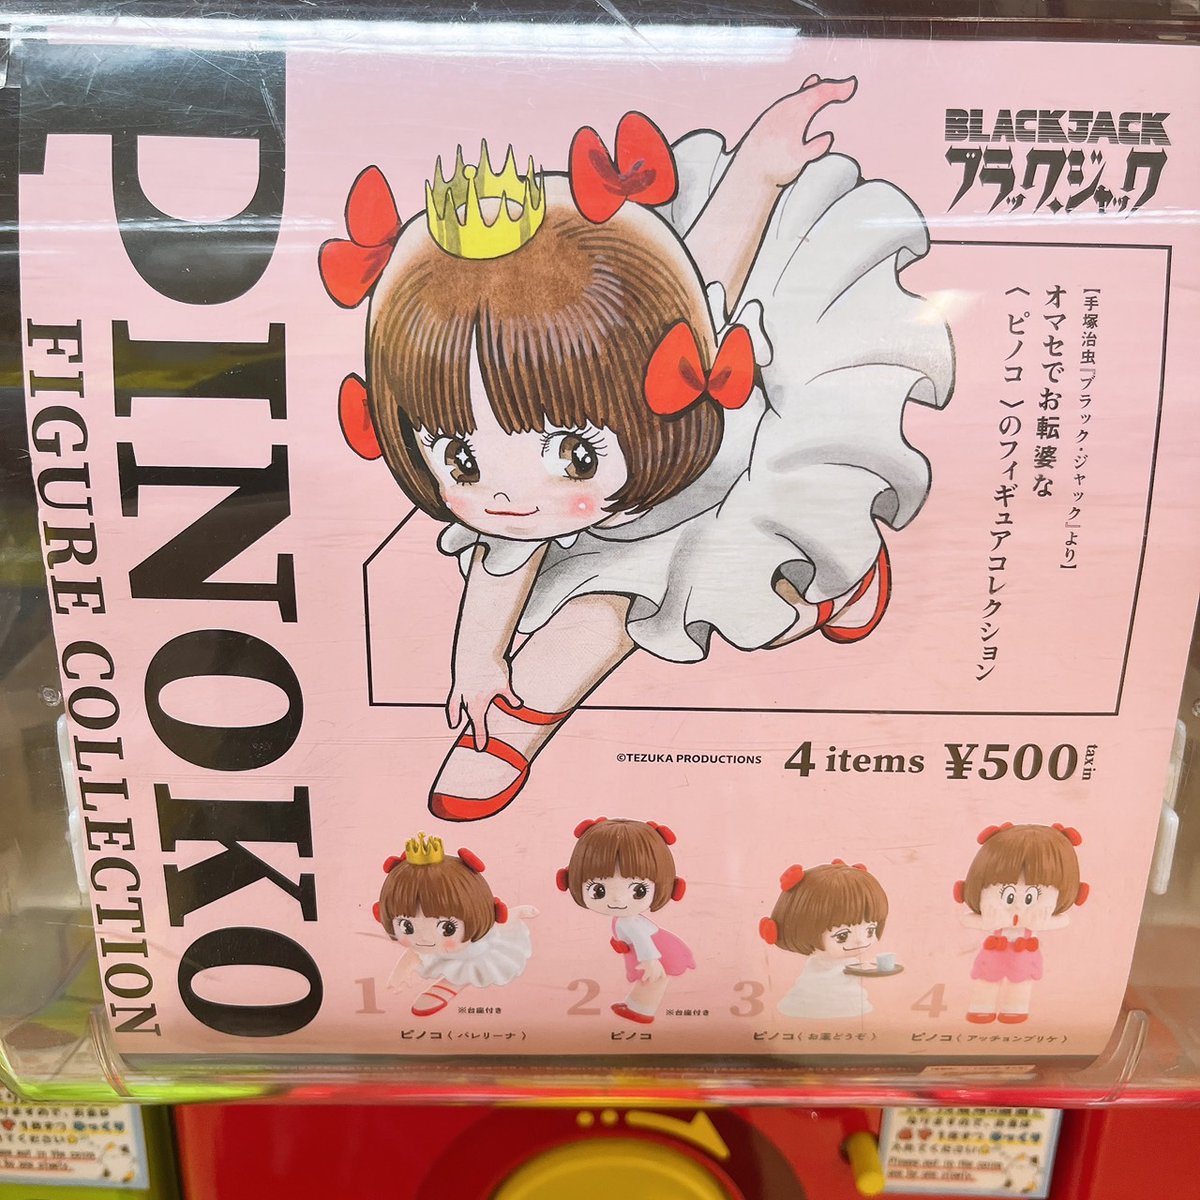 PINOKO
FIGURE COLLECTION
BLACK JACK
ブラック・ジャック
【手塚治虫『ブラック・ジャック』より】
オマセでお転婆な
〈ピノコ〉のフィギュアコレクション
©TEZUKA PRODUCTIONS
4 items ¥500 tax in
1
※台座付き
ピノコ〈バレリーナ〉
2
※台座付き
ピノコ
3
ピノコ〈お薬どうぞ〉
4
ピノコ〈アッチョンブリケ〉